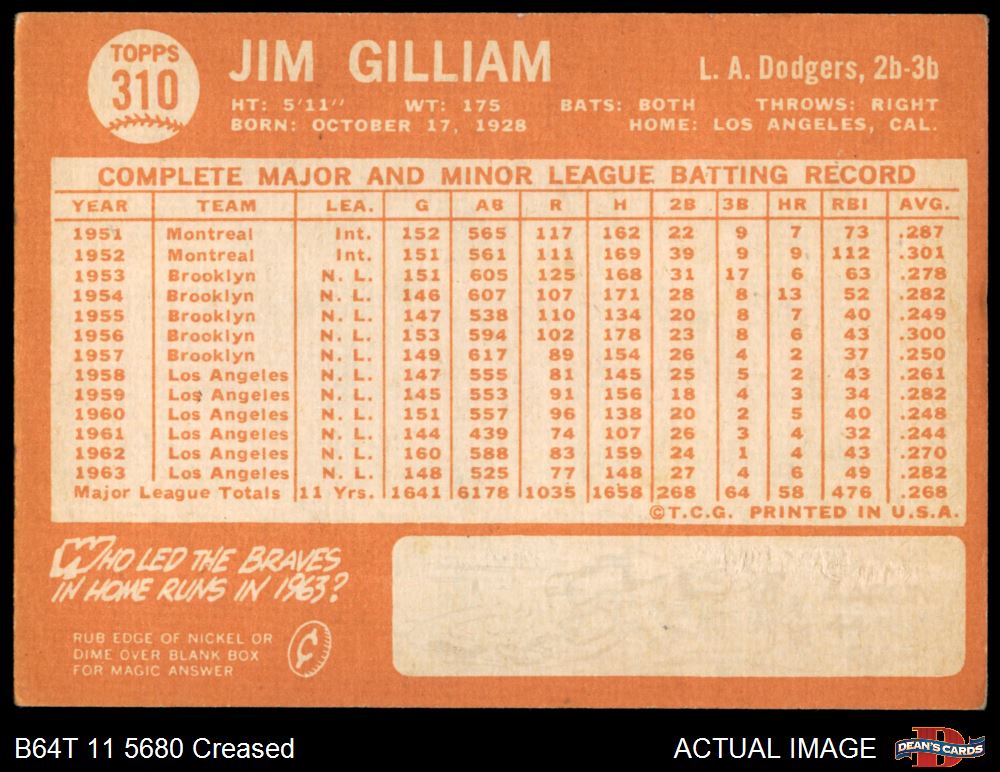 TOPPS
310
JIM GILLIAM
L. A. Dodgers, 2b-3b
HT: 5'11" WT: 175 BATS: BOTH THROWS: RIGHT
BORN: OCTOBER 17, 1928 HOME: LOS ANGELES, CAL.
COMPLETE MAJOR AND MINOR LEAGUE BATTING RECORD
YEAR TEAM LEA. G AB R H 2B 3B HR RBI AVG.
1951 Montreal Int. 152 565 117 162 22 9 7 73 .287
1952 Montreal Int. 151 561 111 169 39 9 9 112 .301
1953 Brooklyn N. L. 151 605 125 168 31 17 6 63 .278
1954 Brooklyn N. L. 146 607 107 171 28 8 13 52 .282
1955 Brooklyn N. L. 147 538 110 134 20 8 7 40 .249
1956 Brooklyn N. L. 153 594 102 178 23 8 6 43 .300
1957 Brooklyn N. L. 149 617 89 154 26 4 2 37 .250
1958 Los Angeles N. L. 147 555 81 145 25 5 2 43 .261
1959 Los Angeles N. L. 145 553 91 156 18 4 3 34 .282
1960 Los Angeles N. L. 151 557 96 138 20 2 5 40 .248
1961 Los Angeles N. L. 144 439 74 107 26 3 4 32 .244
1962 Los Angeles N. L. 160 588 83 159 24 1 4 43 .270
1963 Los Angeles N. L. 148 525 77 148 27 4 6 49 .282
Major League Totals 11 Yrs. 1641 6178 1035 1658 268 64 58 476 .268
©T.C.G. PRINTED IN U.S.A.
WHO LED THE BRAVES
IN HOME RUNS IN 1963?
RUB EDGE OF NICKEL OR
DIME OVER BLANK BOX
FOR MAGIC ANSWER
B64T 11 5680 Creased
ACTUAL IMAGE
DEAN'S CARDS